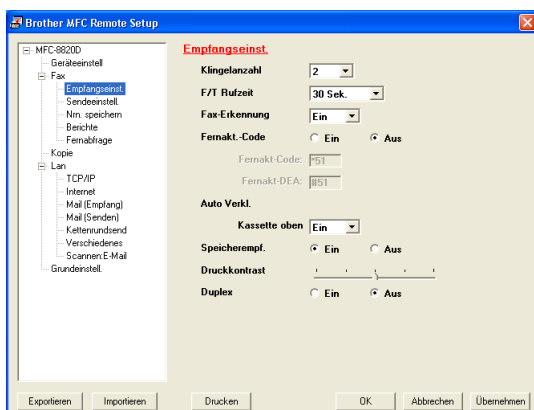 Brother MFC Remote Setup
MFC-8820D
Geräteeinstell
Fax
Empfangseinst.
Sendeeinstell.
Nrn. speichern
Berichte
Fernabfrage
Kopie
Lan
TCP/IP
Internet
Mail (Empfang)
Mail (Senden)
Kettenrundsend
Verschiedenes
Scannen:E-Mail
Grundeinstell.
Empfangseinst.
Klingelanzahl 2
F/T Rufzeit 30 Sek.
Fax-Erkennung Ein
Fernakt.-Code Ein Aus
Fernakt-Code: *51
Fernakt-DEA: #51
Auto Verkl.
Kassette oben Ein
Speicherempf. Ein Aus
Druckkontrast
Duplex Ein Aus
Exportieren Importieren Drucken OK Abbrechen Übernehmen